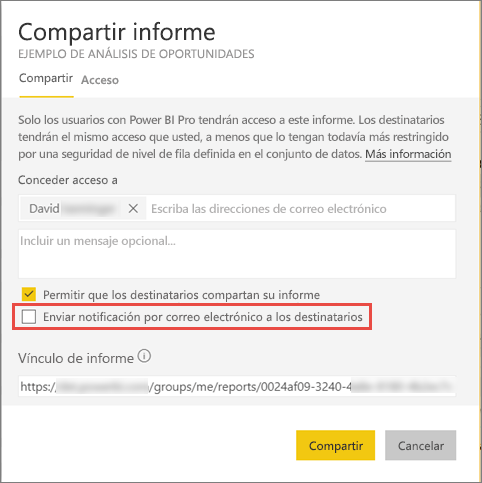 Compartir informe
EJEMPLO DE ANÁLISIS DE OPORTUNIDADES
Compartir Acceso
Solo los usuarios con Power BI Pro tendrán acceso a este informe. Los destinatarios
tendrán el mismo acceso que usted, a menos que lo tengan todavía más restringido
por una seguridad de nivel de fila definida en el conjunto de datos. Más información
Conceder acceso a
David Escriba las direcciones de correo electrónico
Incluir un mensaje opcional...
Permitir que los destinatarios compartan su informe
Enviar notificación por correo electrónico a los destinatarios
Vínculo de informe
https:/ /groups/me/reports/0024af09-3240-4
Compartir Cancelar